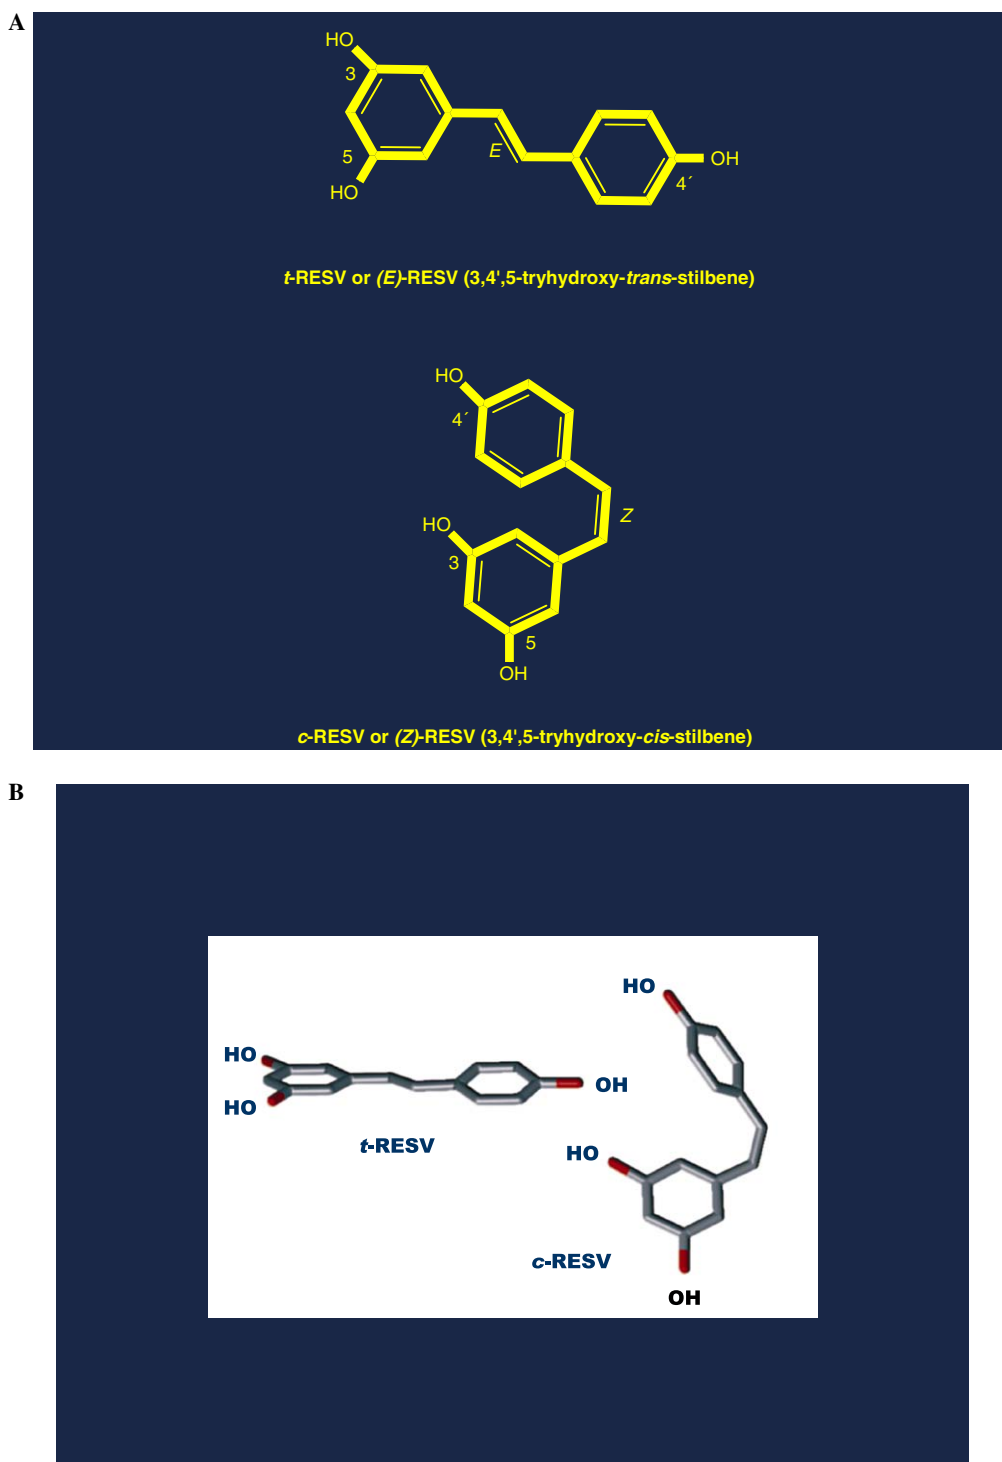 A
HO
3
5
HO
E
OH
4´
t-RESV or (E)-RESV (3,4',5-tryhydroxy-trans-stilbene)
HO
4´
Z
HO
3
5
OH
c-RESV or (Z)-RESV (3,4',5-tryhydroxy-cis-stilbene)
B
HO
HO
HO
OH
t-RESV
HO
c-RESV
OH